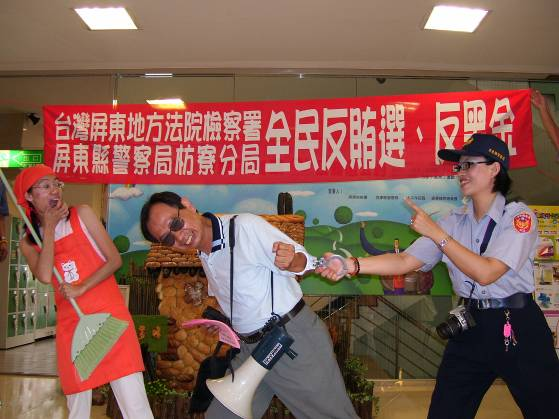 台灣屏東地方法院檢察署
屏東縣警察局枋寮分局
全民反賄選、反黑金